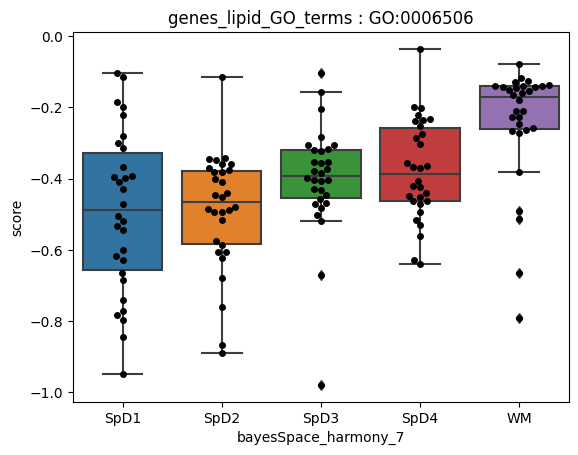 genes_lipid_GO_terms : GO:0006506
0.0
−0.2
−0.4
−0.6
−0.8
−1.0
score
SpD1 SpD2 SpD3 SpD4 WM
bayesSpace_harmony_7